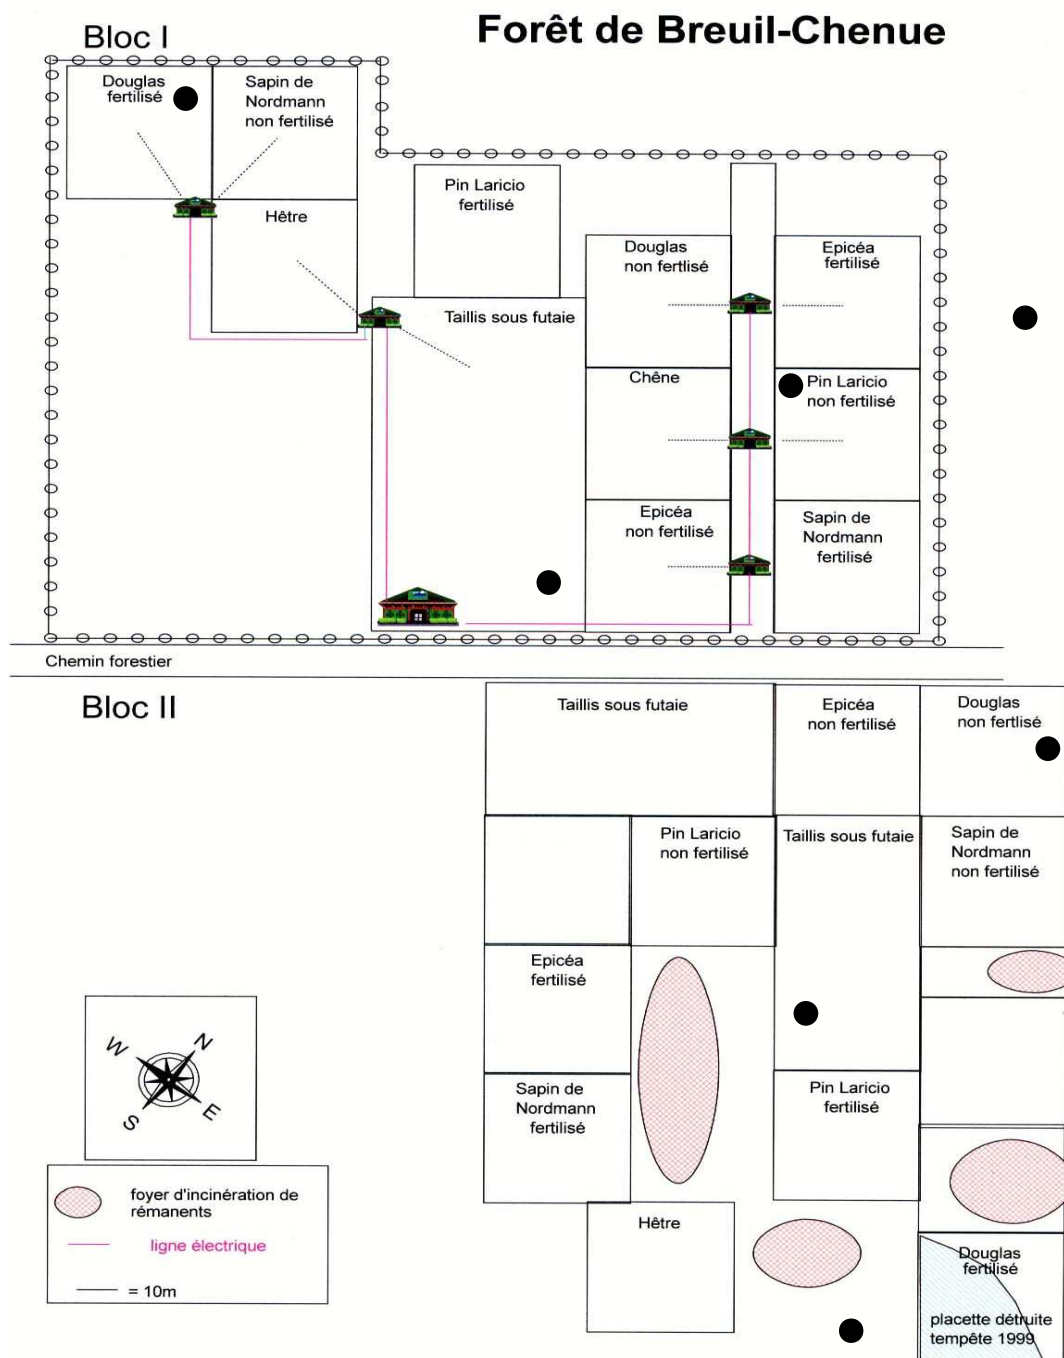 Forêt de Breuil-Chenue
Bloc I
Douglas
fertilisé
Sapin de
Nordmann
non fertilisé
Hêtre
Pin Laricio
fertilisé
Taillis sous futaie
Douglas
non fertlisé
Epicéa
fertilisé
Chêne
Pin Laricio
non fertilisé
Epicéa
non fertilisé
Sapin de
Nordmann
fertilisé
Chemin forestier
Bloc II
Taillis sous futaie
Epicéa
non fertilisé
Douglas
non fertlisé
Pin Laricio
non fertilisé
Taillis sous futaie
Sapin de
Nordmann
non fertilisé
Epicéa
fertilisé
Sapin de
Nordmann
fertilisé
Pin Laricio
fertilisé
Hêtre
Douglas
fertilisé
placette détruite
tempête 1999
W
N
S
E
foyer d'incinération de
rémanents
ligne électrique
= 10m